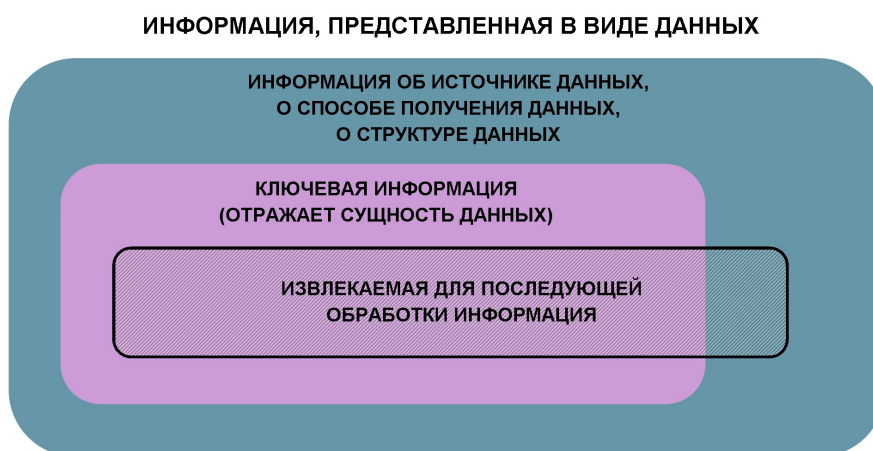 ИНФОРМАЦИЯ, ПРЕДСТАВЛЕННАЯ В ВИДЕ ДАННЫХ
ИНФОРМАЦИЯ ОБ ИСТОЧНИКЕ ДАННЫХ,
О СПОСОБЕ ПОЛУЧЕНИЯ ДАННЫХ,
О СТРУКТУРЕ ДАННЫХ
КЛЮЧЕВАЯ ИНФОРМАЦИЯ
(ОТРАЖАЕТ СУЩНОСТЬ ДАННЫХ)
ИЗВЛЕКАЕМАЯ ДЛЯ ПОСЛЕДУЮЩЕЙ
ОБРАБОТКИ ИНФОРМАЦИЯ